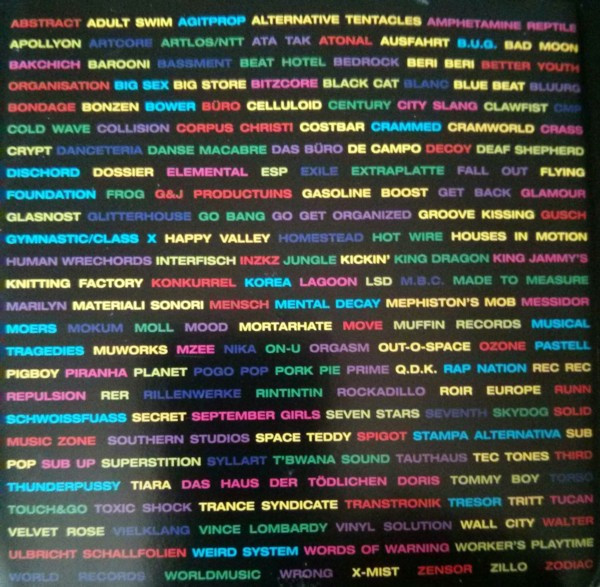 ABSTRACT ADULT SWIM AGITPROP ALTERNATIVE TENTACLES AMPHETAMINE REPTILE
APOLLYON ARTCORE ARTLOS/NTT ATA TAK ATONAL AUSFAHRT B.U.G. BAD MOON
BAKCHICH BAROONI BASSMENT BEAT HOTEL BEDROCK BERI BERI BETTER YOUTH
ORGANISATION BIG SEX BIG STORE BITZCORE BLACK CAT BLANC BLUE BEAT BLUURG
BONDAGE BONZEN BOWER BÜRO CELLULOID CENTURY CITY SLANG CLAWFIST CMP
COLD WAVE COLLISION CORPUS CHRISTI COSTBAR CRAMMED CRAMWORLD CRASS
CRYPT DANCETERIA DANSE MACABRE DAS BÜRO DE CAMPO DECOY DEAF SHEPHERD
DISCHORD DOSSIER ELEMENTAL ESP EXILE EXTRAPLATTE FALL OUT FLYING
FOUNDATION FROG G&J PRODUCTUINS GASOLINE BOOST GET BACK GLAMOUR
GLASNOST GLITTERHOUSE GO BANG GO GET ORGANIZED GROOVE KISSING GUSCH
GYMNASTIC/CLASS X HAPPY VALLEY HOMESTEAD HOT WIRE HOUSES IN MOTION
HUMAN WRECHORDS INTERFISCH INZKZ JUNGLE KICKIN' KING DRAGON KING JAMMY'S
KNITTING FACTORY KONKURREL KOREA LAGOON LSD M.B.C. MADE TO MEASURE
MARILYN MATERIALI SONORI MENSCH MENTAL DECAY MEPHISTON'S MOB MESSIDOR
MOERS MOKUM MOLL MOOD MORTARHATE MOVE MUFFIN RECORDS MUSICAL
TRAGEDIES MUWORKS MZEE NIKA ON-U ORGASM OUT-O-SPACE OZONE PASTELL
PIGBOY PIRANHA PLANET POGO POP PORK PIE PRIME Q.D.K. RAP NATION REC REC
REPULSION RER RILLENWERKE RINTINTIN ROCKADILLO ROIR EUROPE RUNN
SCHWOISSFUASS SECRET SEPTEMBER GIRLS SEVEN STARS SEVENTH SKYDOG SOLID
MUSIC ZONE SOUTHERN STUDIOS SPACE TEDDY SPIGOT STAMPA ALTERNATIVA SUB
POP SUB UP SUPERSTITION SYLLART T'BWANA SOUND TAUTHAUS TEC TONES THIRD
THUNDERPUSSY TIARA DAS HAUS DER TÖDLICHEN DORIS TOMMY BOY TORSO
TOUCH&GO TOXIC SHOCK TRANCE SYNDICATE TRANSTRONIK TRESOR TRITT TUCAN
VELVET ROSE VIELKLANG VINCE LOMBARDY VINYL SOLUTION WALL CITY WALTER
ULBRICHT SCHALLFOLIEN WEIRD SYSTEM WORDS OF WARNING WORKER'S PLAYTIME
WORLD RECORDS WORLDMUSIC WRONG X-MIST ZENSOR ZILLO ZODIAC